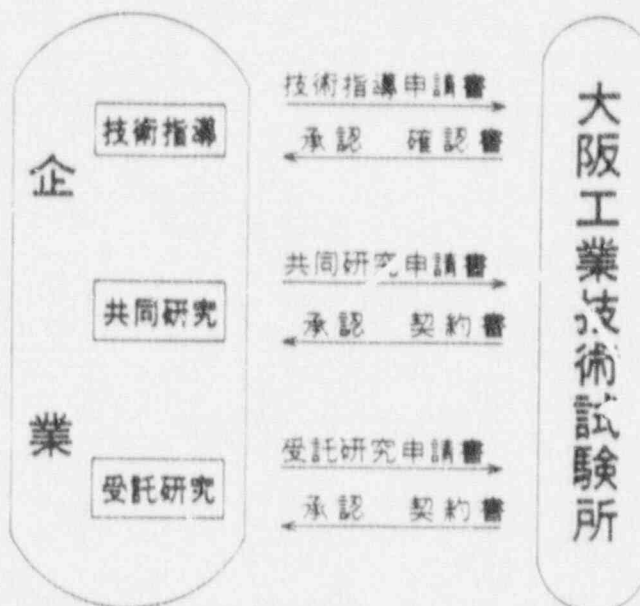 企業
技術指導
共同研究
受託研究
技術指導申請書
承認 確認書
共同研究申請書
承認 契約書
受託研究申請書
承認 契約書
大阪工業技術試験所